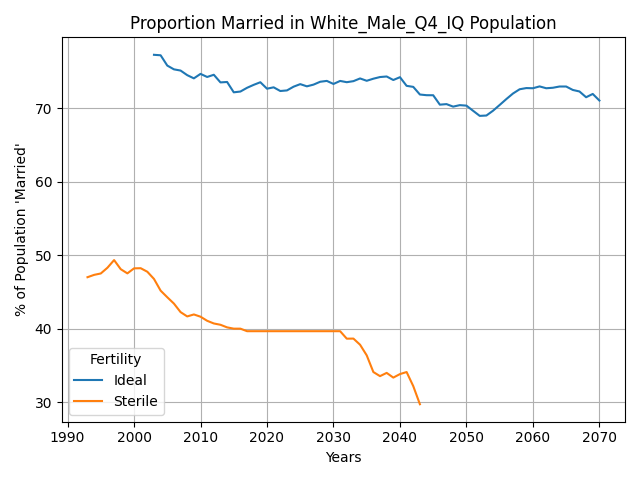 Proportion Married in White_Male_Q4_IQ Population
% of Population 'Married'
70
60
50
40
30
Fertility
Ideal
Sterile
1990 2000 2010 2020 2030 2040 2050 2060 2070
Years